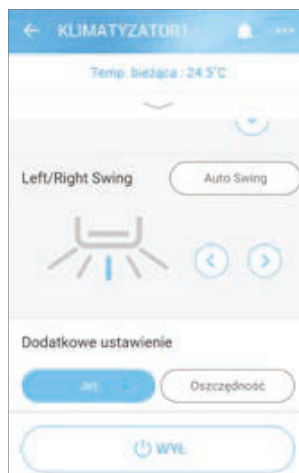 KLIMATYZATOR1
Temp. bieżąca : 24.5°C
Left/Right Swing
Auto Swing
Dodatkowe ustawienie
Jet
Oszczędność
WYŁ